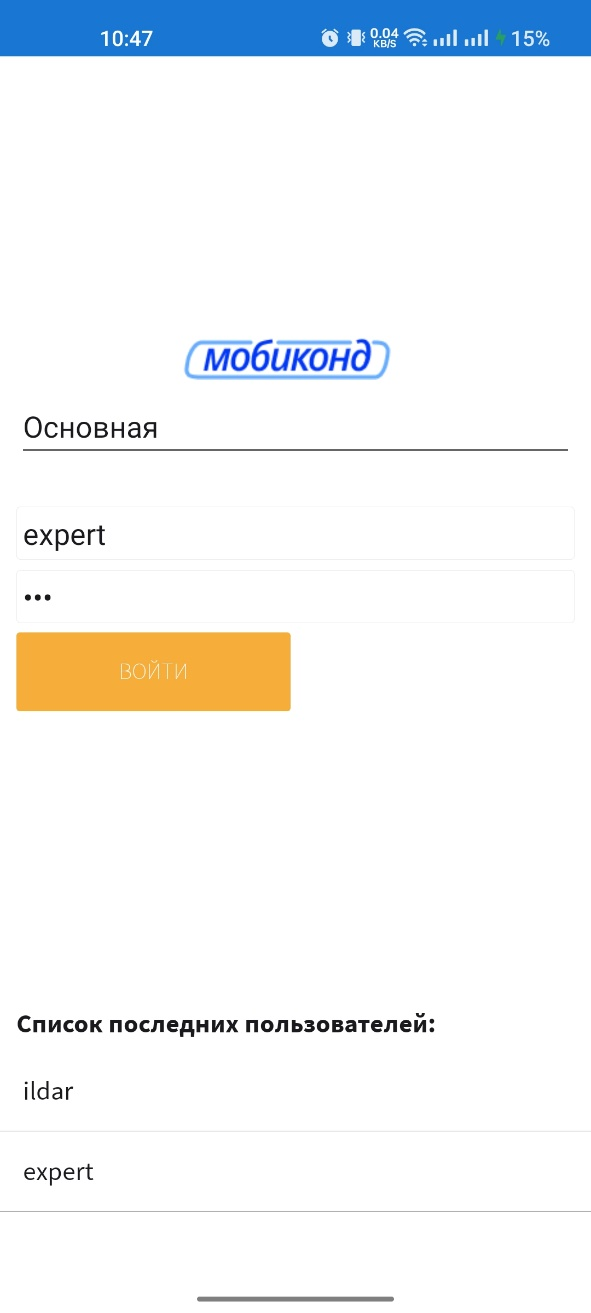 10:47 0.04 KB/S 15%
мобиконд
Основная
expert
•••
ВОЙТИ
Список последних пользователей:
ildar
expert